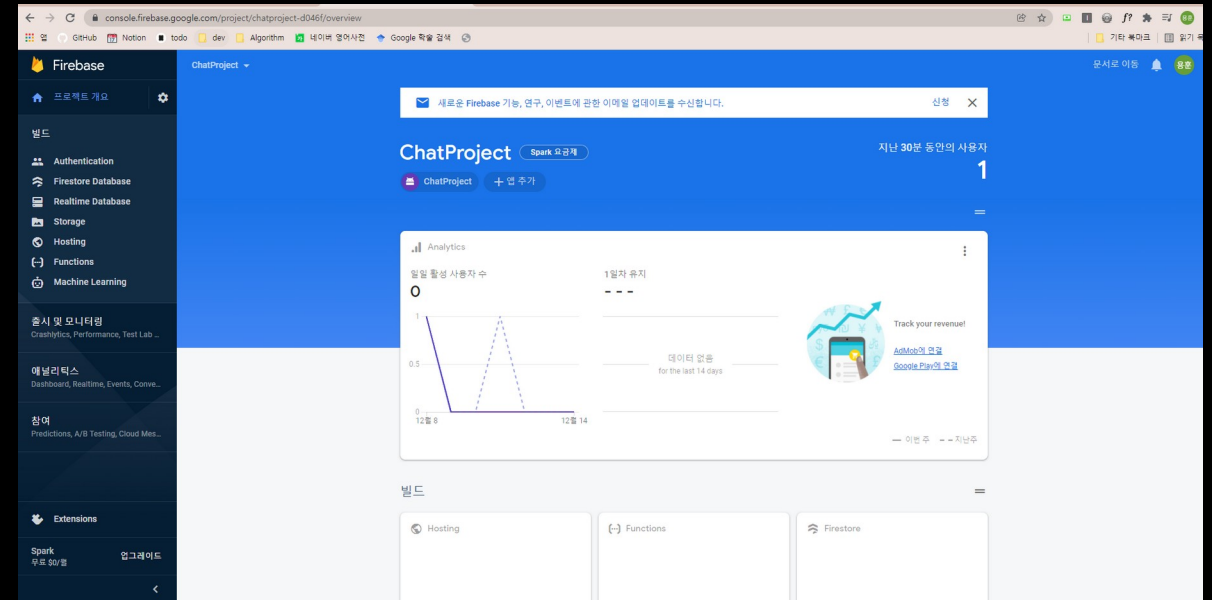 console.firebase.google.com/project/chatproject-d046f/overview
앱 GitHub Notion todo dev Algorithm 네이버 영어사전 Google 학술 검색
기타 북마크 읽기 목
Firebase
ChatProject
문서로 이동
용훈
프로젝트 개요
새로운 Firebase 기능, 연구, 이벤트에 관한 이메일 업데이트를 수신합니다.
신청
빌드
Authentication
Firestore Database
Realtime Database
Storage
Hosting
Functions
Machine Learning
출시 및 모니터링
Crashlytics, Performance, Test Lab ...
애널리틱스
Dashboard, Realtime, Events, Conve...
참여
Predictions, A/B Testing, Cloud Mes...
Extensions
Spark
무료 $0/월
업그레이드
ChatProject
Spark 요금제
지난 30분 동안의 사용자
1
ChatProject
앱 추가
Analytics
일일 활성 사용자 수
0
1
0.5
0
12월 8
12월 14
1일차 유지
- - -
데이터 없음
for the last 14 days
Track your revenue!
AdMob에 연결
Google Play에 연결
이번 주
지난주
빌드
Hosting
Functions
Firestore